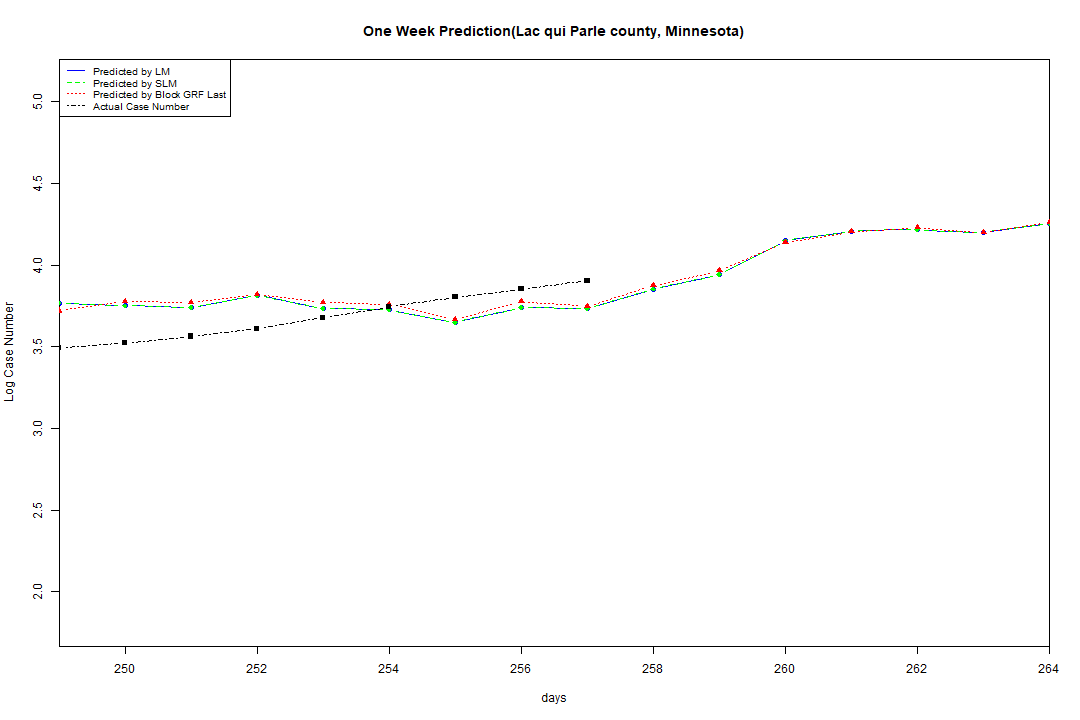 One Week Prediction(Lac qui Parle county, Minnesota)
Predicted by LM
Predicted by SLM
Predicted by Block GRF Last
Actual Case Number
5.0
4.5
4.0
3.5
3.0
2.5
2.0
Log Case Number
250 252 254 256 258 260 262 264
days